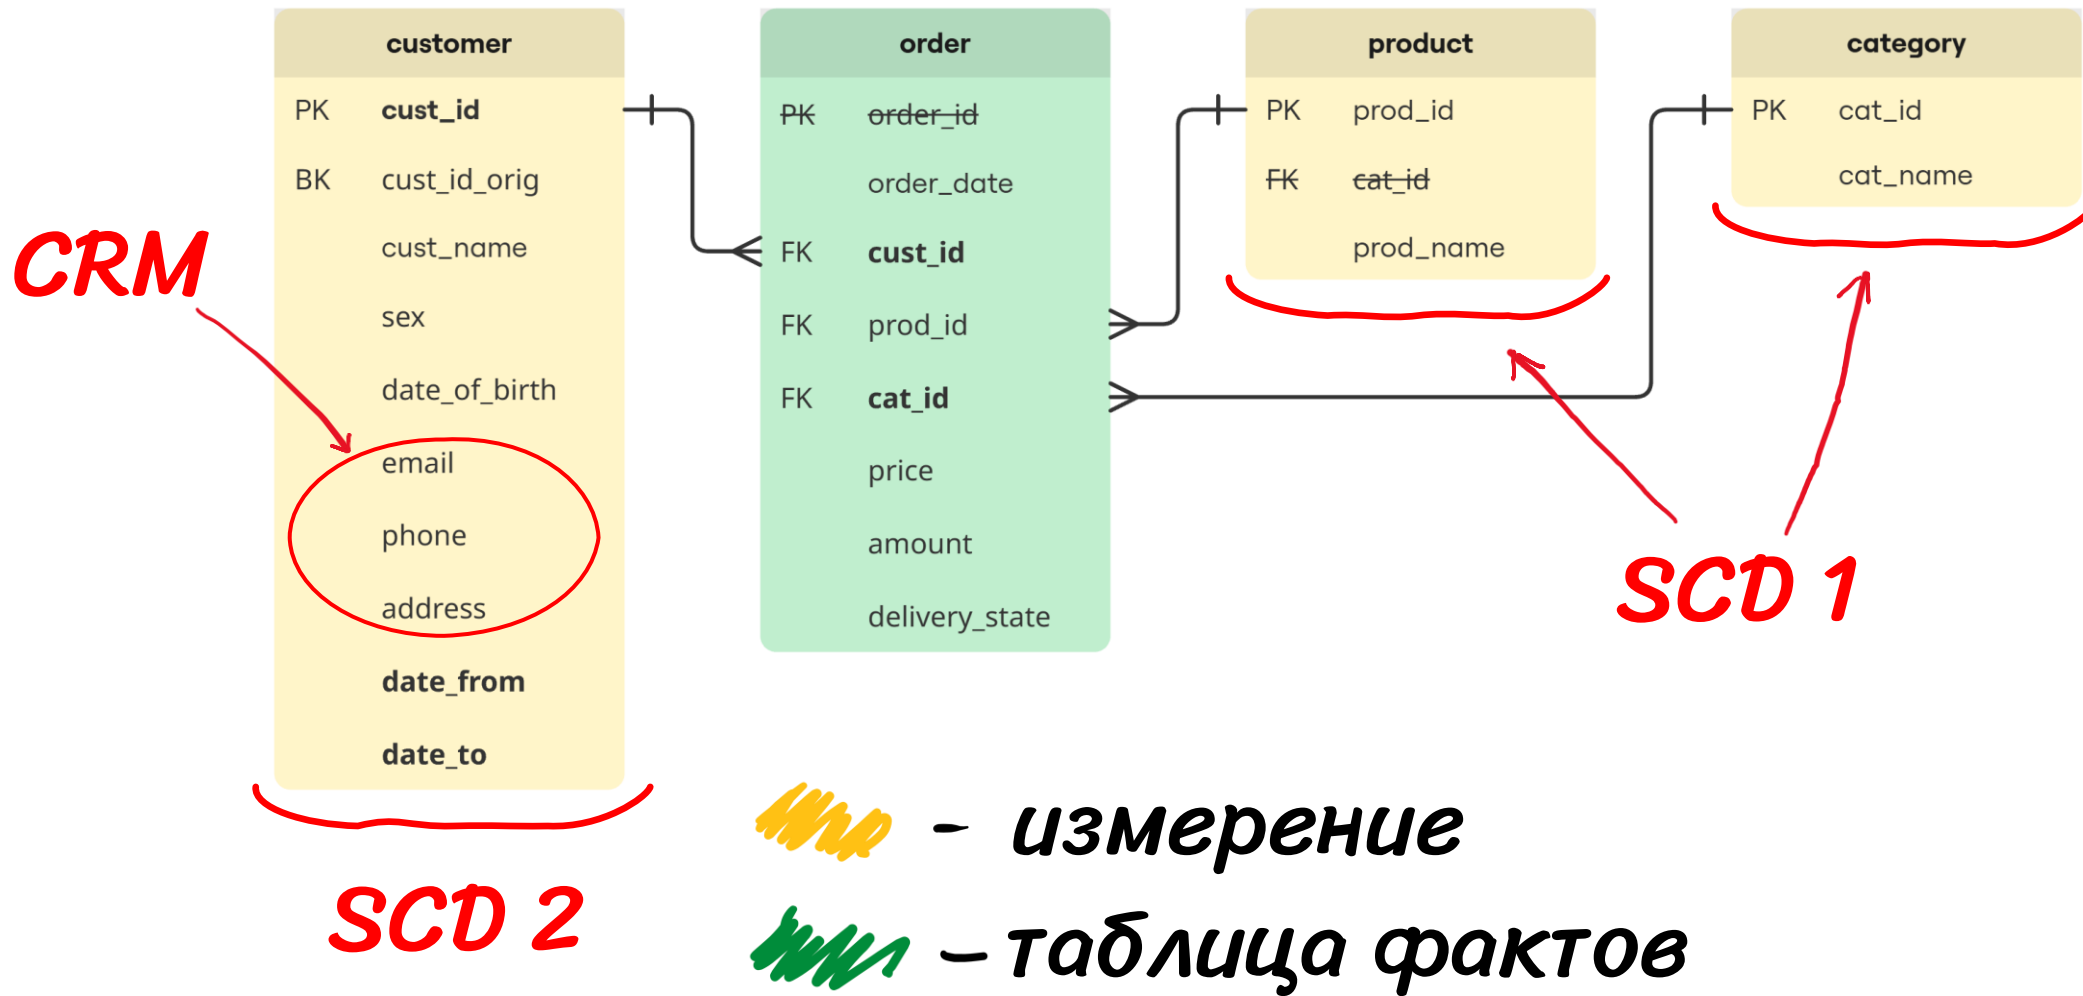 customer
PK cust_id
BK cust_id_orig
cust_name
sex
date_of_birth
email
phone
address
date_from
date_to
CRM
SCD 2
order
PK order_id
order_date
FK cust_id
FK prod_id
FK cat_id
price
amount
delivery_state
product
PK prod_id
FK cat_id
prod_name
category
PK cat_id
cat_name
SCD 1
- измерение
- таблица фактов